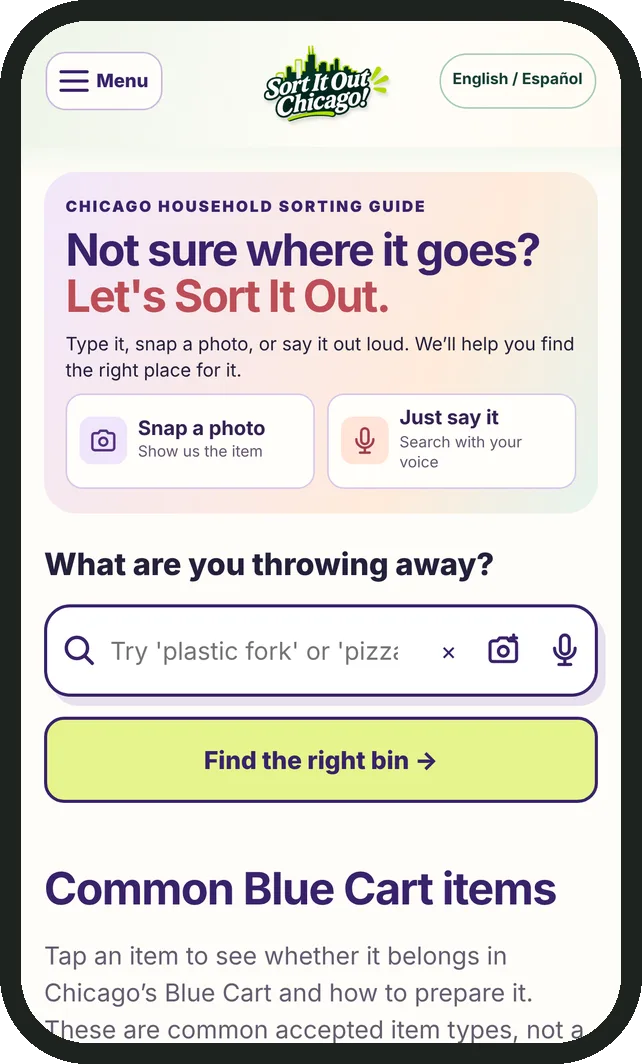 Menu
Sort It Out
Chicago!
English / Español
CHICAGO HOUSEHOLD SORTING GUIDE
Not sure where it goes?
Let's Sort It Out.
Type it, snap a photo, or say it out loud. We’ll help you find
the right place for it.
Snap a photo
Show us the item
Just say it
Search with your
voice
What are you throwing away?
Try 'plastic fork' or 'pizza
×
Find the right bin →
Common Blue Cart items
Tap an item to see whether it belongs in
Chicago’s Blue Cart and how to prepare it.
These are common accepted item types, not a